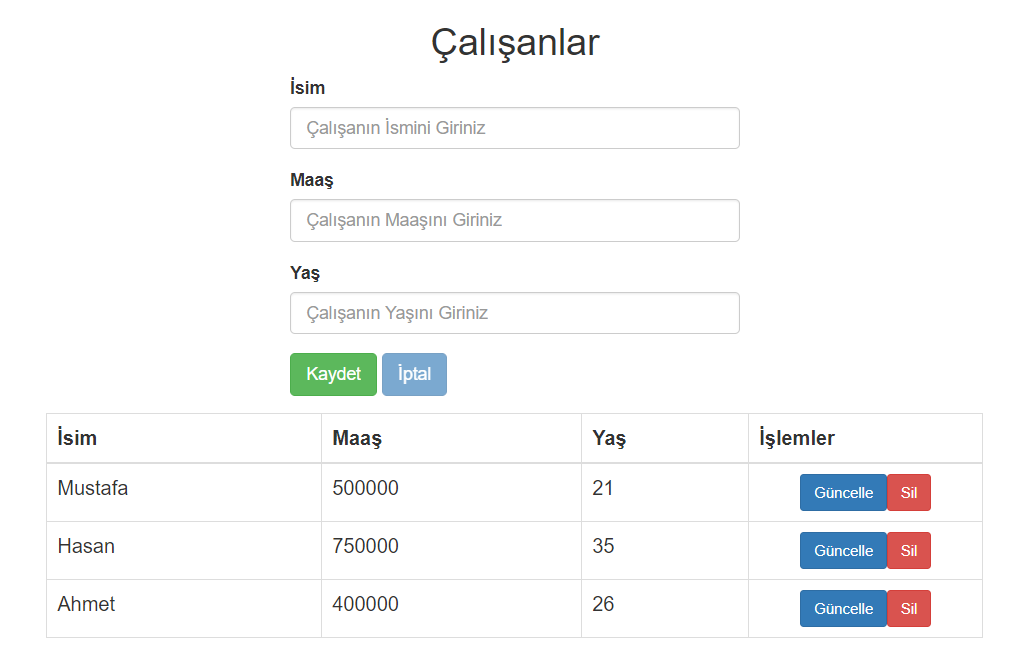 Çalışanlar
İsim
Çalışanın İsmini Giriniz
Maaş
Çalışanın Maaşını Giriniz
Yaş
Çalışanın Yaşını Giriniz
Kaydet İptal
İsim Maaş Yaş İşlemler
Mustafa 500000 21 Güncelle Sil
Hasan 750000 35 Güncelle Sil
Ahmet 400000 26 Güncelle Sil